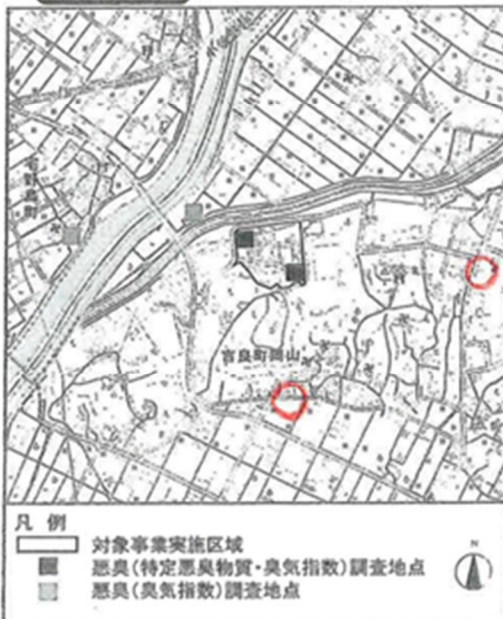 吉良町岡山
凡 例
対象事業実施区域
悪臭(特定悪臭物質・臭気指数)調査地点
悪臭(臭気指数)調査地点
N